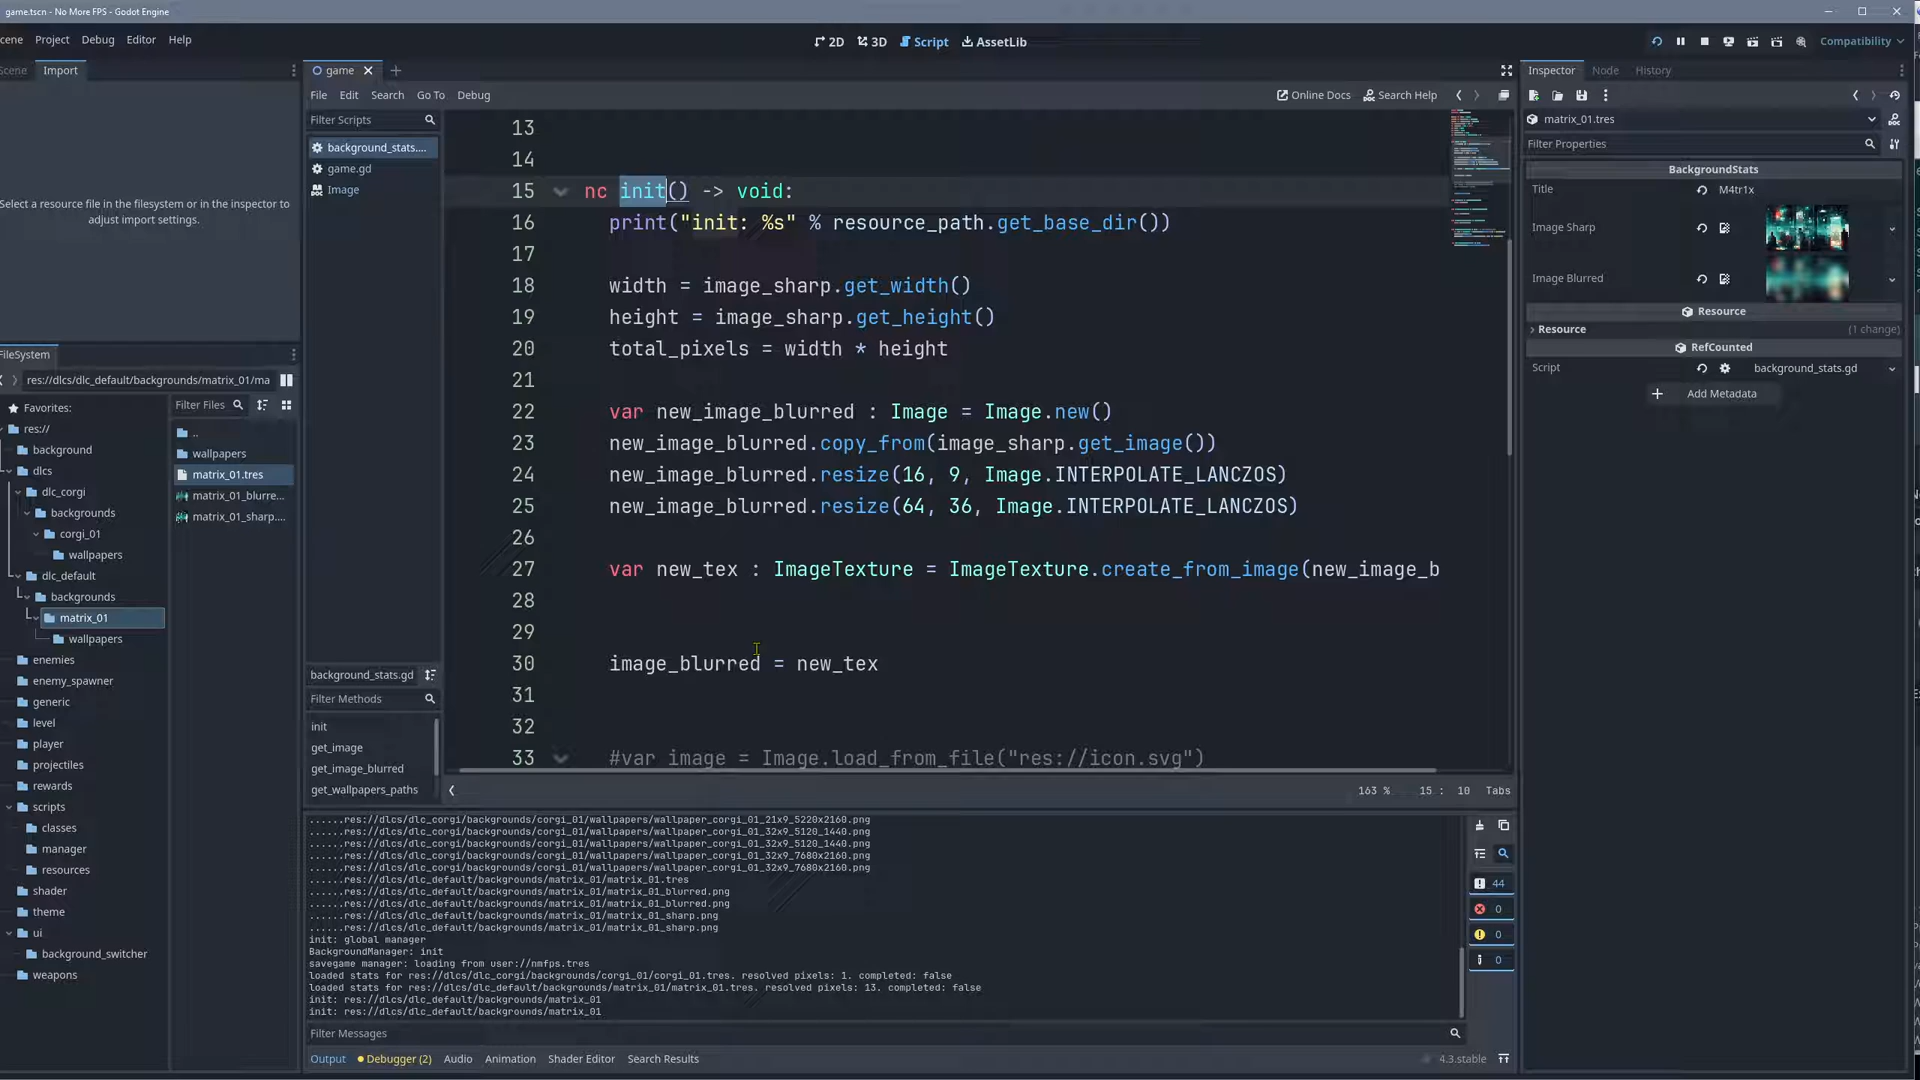 game.tscn - No More FPS - Godot Engine
cene Project Debug Editor Help
2D 3D Script AssetLib
Compatibility
Scene Import
Select a resource file in the filesystem or in the inspector to
adjust import settings.
FileSystem
res://dlcs/dlc_default/backgrounds/matrix_01/ma
Favorites:
res://
background
dlcs
dlc_corgi
backgrounds
corgi_01
wallpapers
dlc_default
backgrounds
matrix_01
wallpapers
enemies
enemy_spawner
generic
level
player
projectiles
rewards
scripts
classes
manager
resources
shader
theme
ui
background_switcher
weapons
Filter Files
..
wallpapers
matrix_01.tres
matrix_01_blurre...
matrix_01_sharp....
game
File Edit Search Go To Debug
Online Docs Search Help
Filter Scripts
background_stats....
game.gd
Image
background_stats.gd
Filter Methods
init
get_image
get_image_blurred
get_wallpapers_paths
13
14
15 nc init() -> void:
16 print("init: %s" % resource_path.get_base_dir())
17
18 width = image_sharp.get_width()
19 height = image_sharp.get_height()
20 total_pixels = width * height
21
22 var new_image_blurred : Image = Image.new()
23 new_image_blurred.copy_from(image_sharp.get_image())
24 new_image_blurred.resize(16, 9, Image.INTERPOLATE_LANCZOS)
25 new_image_blurred.resize(64, 36, Image.INTERPOLATE_LANCZOS)
26
27 var new_tex : ImageTexture = ImageTexture.create_from_image(new_image_b
28
29
30 image_blurred = new_tex
31
32
33 #var image = Image.load_from_file("res://icon.svg")
163 % 15 : 10 Tabs
......res://dlcs/dlc_corgi/backgrounds/corgi_01/wallpapers/wallpaper_corgi_01_21x9_5220x2160.png
......res://dlcs/dlc_corgi/backgrounds/corgi_01/wallpapers/wallpaper_corgi_01_32x9_5120_1440.png
......res://dlcs/dlc_corgi/backgrounds/corgi_01/wallpapers/wallpaper_corgi_01_32x9_5120_1440.png
......res://dlcs/dlc_corgi/backgrounds/corgi_01/wallpapers/wallpaper_corgi_01_32x9_7680x2160.png
......res://dlcs/dlc_corgi/backgrounds/corgi_01/wallpapers/wallpaper_corgi_01_32x9_7680x2160.png
......res://dlcs/dlc_default/backgrounds/matrix_01/matrix_01.tres
......res://dlcs/dlc_default/backgrounds/matrix_01/matrix_01_blurred.png
......res://dlcs/dlc_default/backgrounds/matrix_01/matrix_01_blurred.png
......res://dlcs/dlc_default/backgrounds/matrix_01/matrix_01_sharp.png
......res://dlcs/dlc_default/backgrounds/matrix_01/matrix_01_sharp.png
init: global manager
BackgroundManager: init
savegame manager: loading from user://nmfps.tres
loaded stats for res://dlcs/dlc_corgi/backgrounds/corgi_01/corgi_01.tres. resolved pixels: 1. completed: false
loaded stats for res://dlcs/dlc_default/backgrounds/matrix_01/matrix_01.tres. resolved pixels: 13. completed: false
init: res://dlcs/dlc_default/backgrounds/matrix_01
init: res://dlcs/dlc_default/backgrounds/matrix_01
44
0
0
0
Filter Messages
Output Debugger (2) Audio Animation Shader Editor Search Results
4.3.stable
Inspector Node History
matrix_01.tres
Filter Properties
BackgroundStats
Title M4tr1x
Image Sharp
Image Blurred
Resource
Resource (1 change)
RefCounted
Script background_stats.gd
Add Metadata